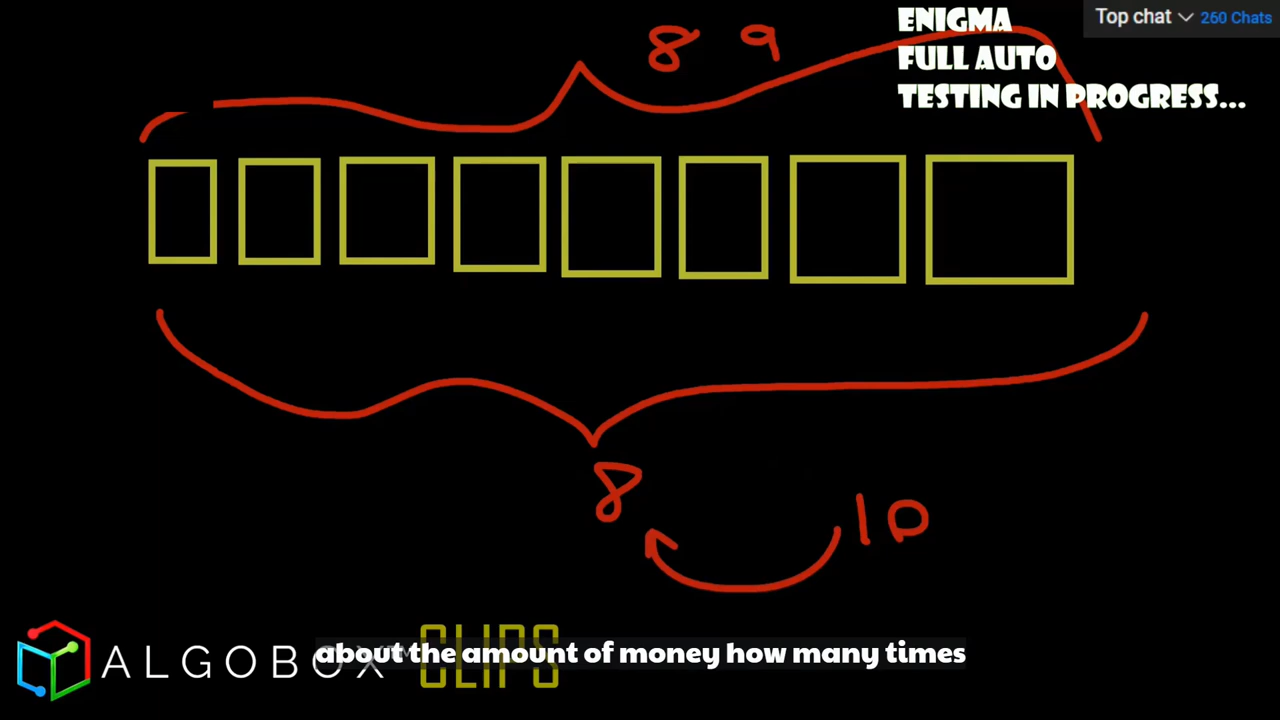 ENIGMA
FULL AUTO
TESTING IN PROGRESS...
Top chat 260 Chats
8 9
8
10
ALGOBOX™ CLIPS
about the amount of money how many times